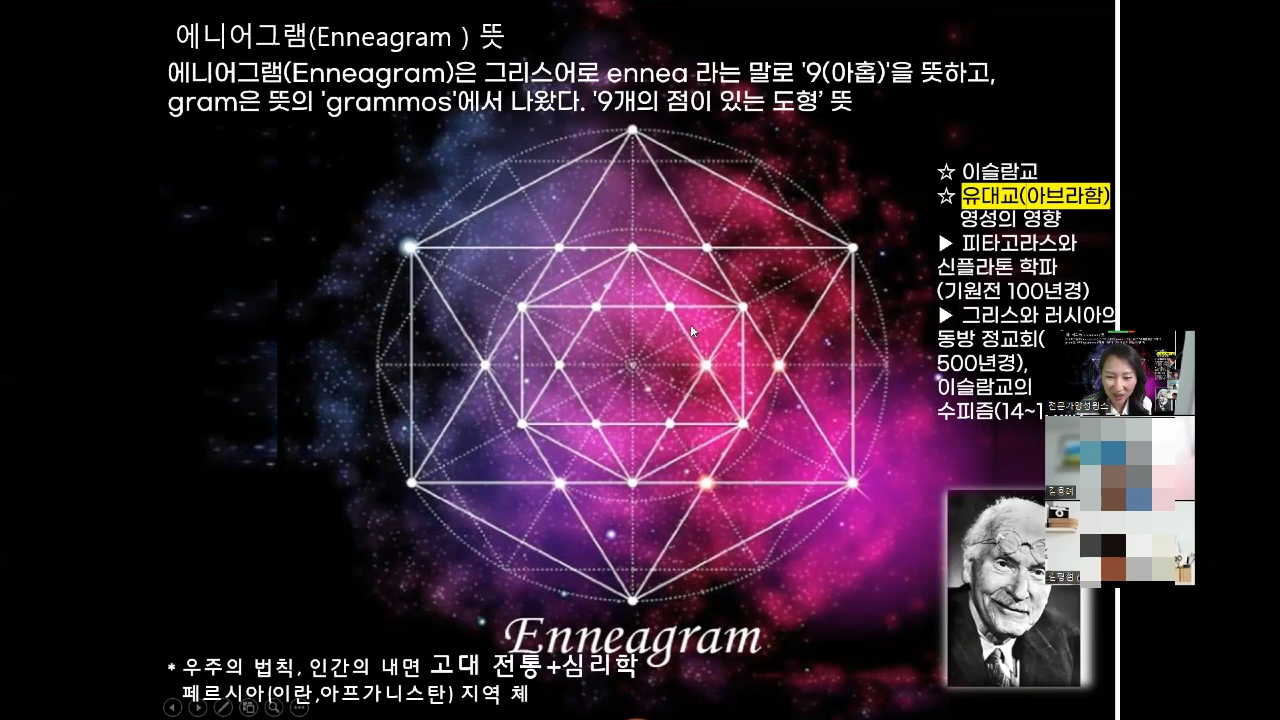 에니어그램(Enneagram ) 뜻
에니어그램(Enneagram)은 그리스어로 ennea 라는 말로 '9(아홉)'을 뜻하고,
gram은 뜻의 'grammos'에서 나왔다. '9개의 점이 있는 도형’ 뜻
☆ 이슬람교
☆ 유대교(아브라함)
영성의 영향
▶ 피타고라스와
신플라톤 학파
(기원전 100년경)
▶ 그리스와 러시아의
동방 정교회(
500년경),
이슬람교의
수피즘(14~1
Enneagram
* 우주의 법칙, 인간의 내면 고대 전통+심리학
페르시아(이란,아프가니스탄) 지역 체